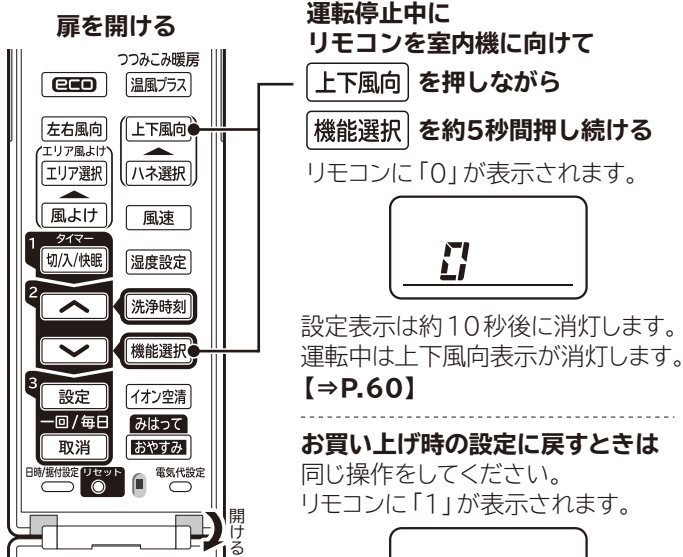 扉を開ける
つつみこみ暖房
eco
温風プラス
左右風向
上下風向
エリア風よけ
エリア選択
ハネ選択
風よけ
風速
1
タイマー
切/入/快眠
湿度設定
2
洗浄時刻
機能選択
3
設定
イオン空清
一回/毎日
みはって
取消
おやすみ
日時/据付設定
リセット
電気代設定
開ける
運転停止中に
リモコンを室内機に向けて
上下風向 を押しながら
機能選択 を約5秒間押し続ける
リモコンに「0」が表示されます。
0
設定表示は約10秒後に消灯します。
運転中は上下風向表示が消灯します。
【⇒P.60】
お買い上げ時の設定に戻すときは
同じ操作をしてください。
リモコンに「1」が表示されます。